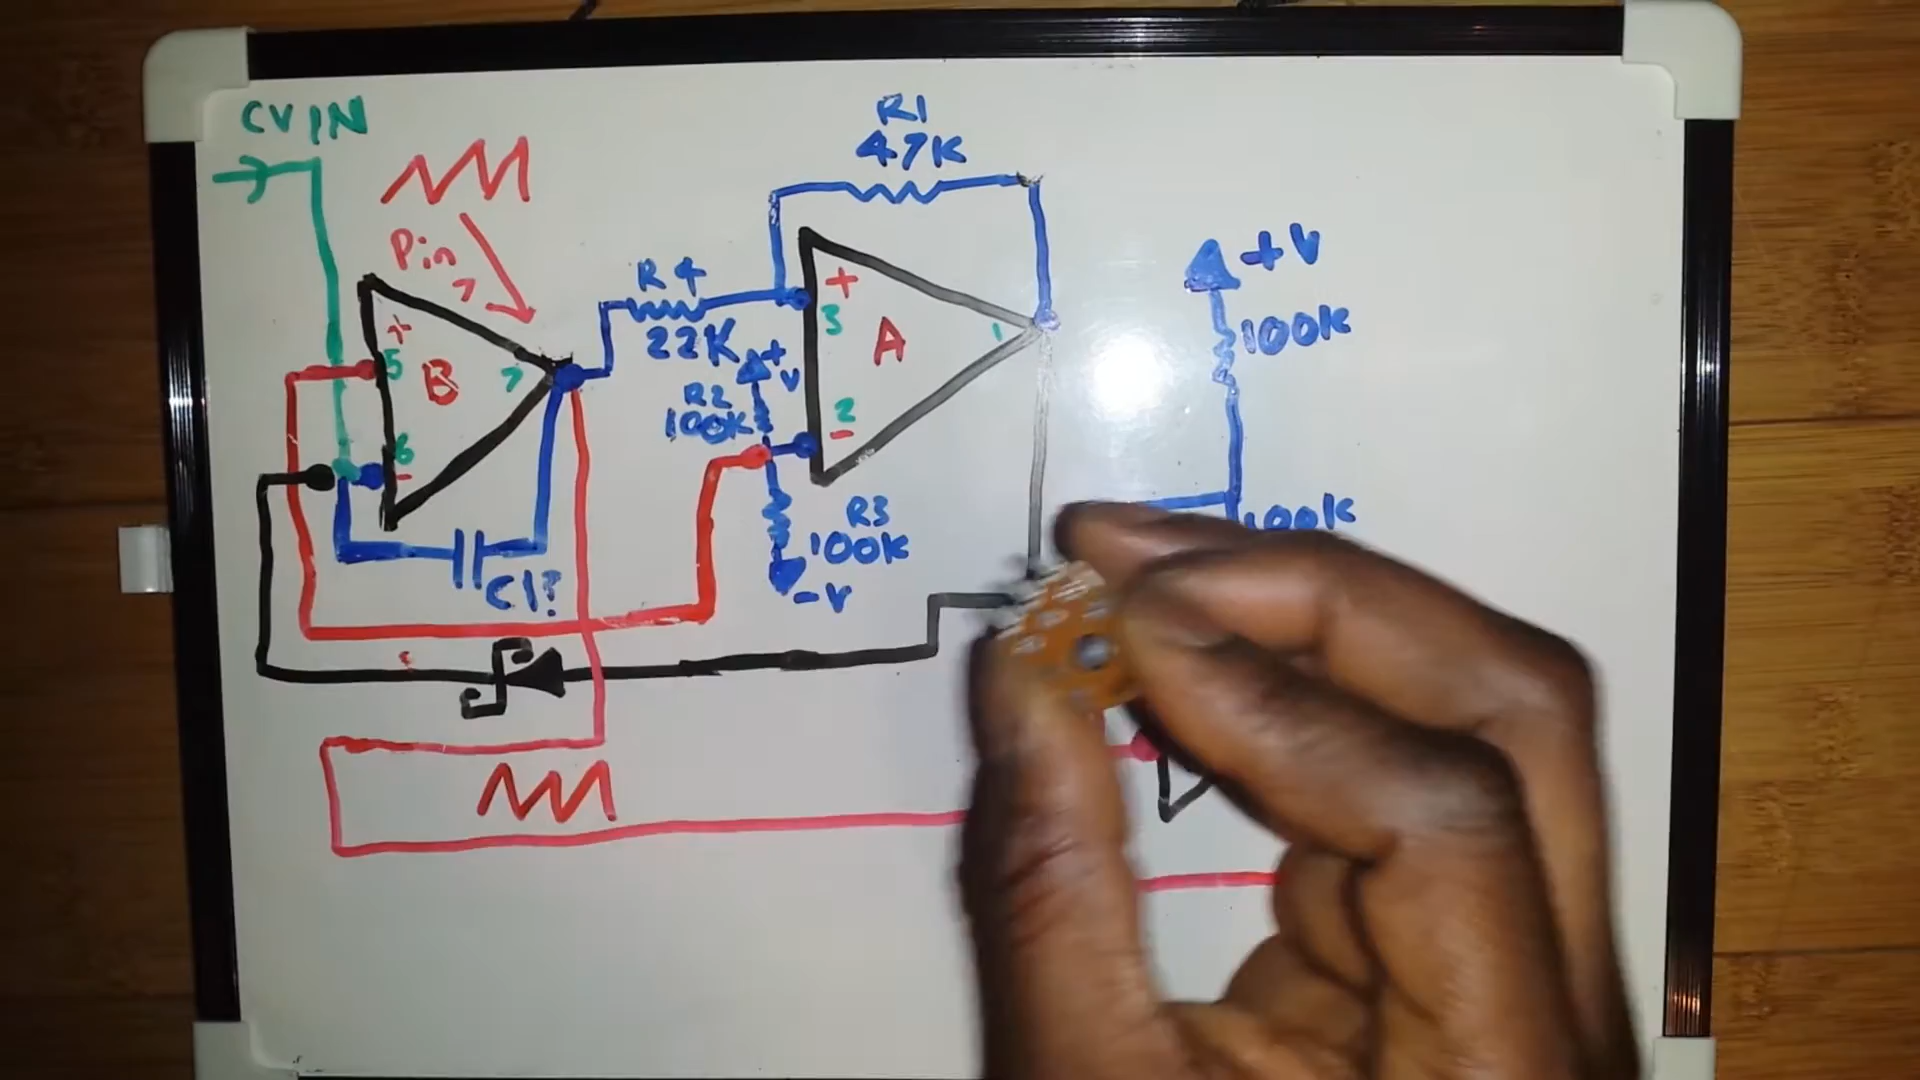 CV IN
R1
47K
Pin
7
+V
100K
R4
22K
+
3
A
1
+
5
B
7
+
V
R2
100K
2
-
6
-
R3
100K
-V
100K
C1?